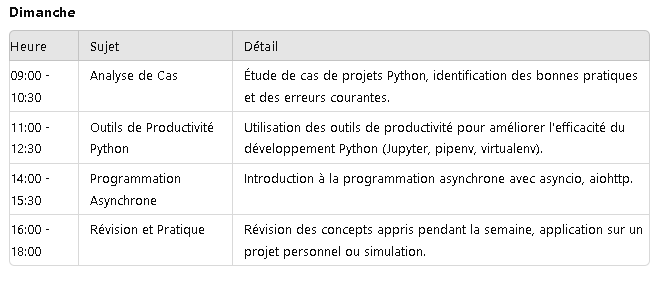 Dimanche
Heure Sujet Détail
09:00 - Analyse de Cas Étude de cas de projets Python, identification des bonnes pratiques
10:30 et des erreurs courantes.
11:00 - Outils de Productivité Utilisation des outils de productivité pour améliorer l'efficacité du
12:30 Python développement Python (Jupyter, pipenv, virtualenv).
14:00 - Programmation Introduction à la programmation asynchrone avec asyncio, aiohttp.
15:30 Asynchrone
16:00 - Révision et Pratique Révision des concepts appris pendant la semaine, application sur un
18:00 projet personnel ou simulation.